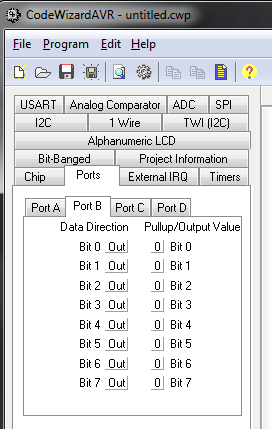 CodeWizardAVR - untitled.cwp
File Program Edit Help
USART Analog Comparator ADC SPI
I2C 1 Wire TWI (I2C)
Alphanumeric LCD
Bit-Banged Project Information
Chip Ports External IRQ Timers
Port A Port B Port C Port D
Data Direction Pullup/Output Value
Bit 0 Out 0 Bit 0
Bit 1 Out 0 Bit 1
Bit 2 Out 0 Bit 2
Bit 3 Out 0 Bit 3
Bit 4 Out 0 Bit 4
Bit 5 Out 0 Bit 5
Bit 6 Out 0 Bit 6
Bit 7 Out 0 Bit 7